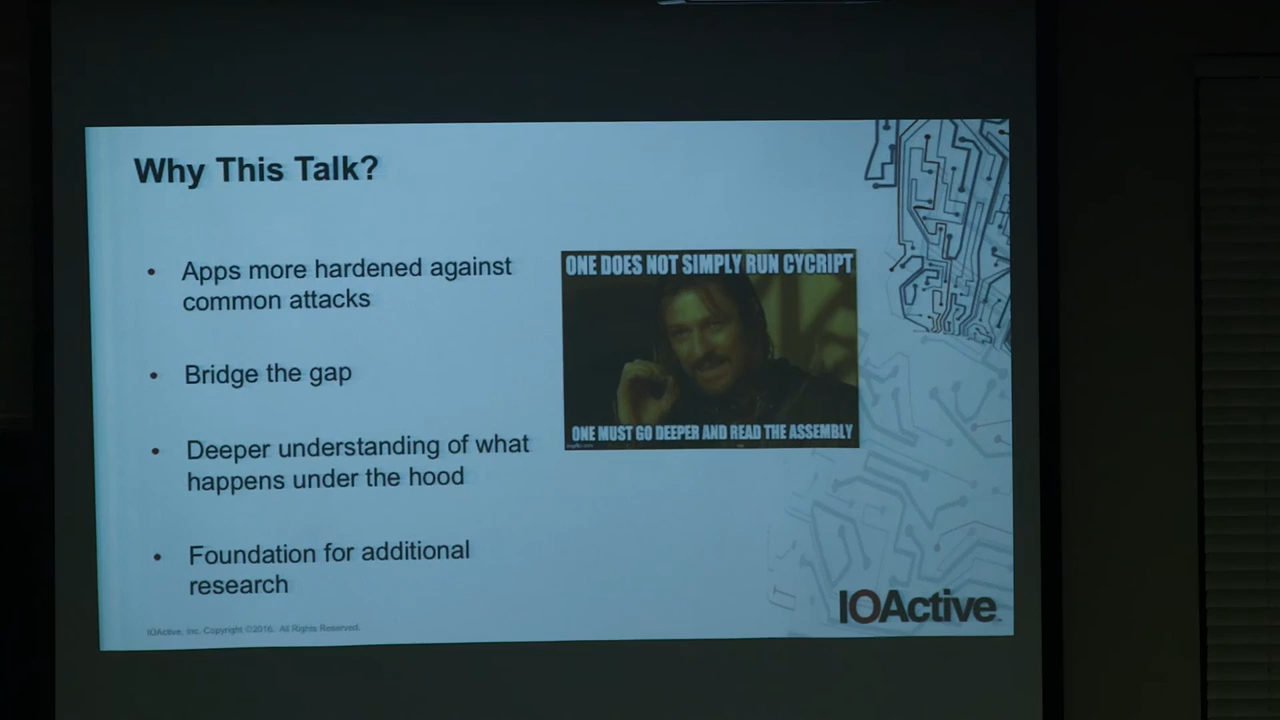 Why This Talk?
• Apps more hardened against
common attacks
• Bridge the gap
• Deeper understanding of what
happens under the hood
• Foundation for additional
research
ONE DOES NOT SIMPLY RUN CYCRIPT
ONE MUST GO DEEPER AND READ THE ASSEMBLY
imgflip.com
IOActive, Inc. Copyright ©2016. All Rights Reserved.
IOActive